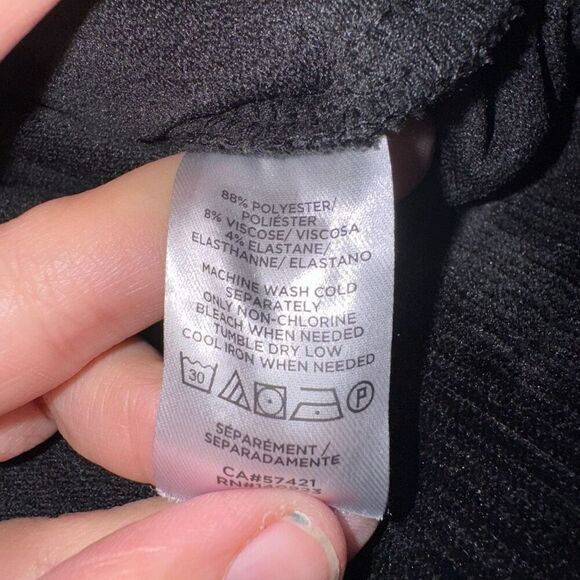 88% POLYESTER/
POLIÉSTER
8% VISCOSE/ VISCOSA
4% ELASTANE/
ELASTHANNE/ ELASTANO
MACHINE WASH COLD
SEPARATELY
ONLY NON-CHLORINE
BLEACH WHEN NEEDED
TUMBLE DRY LOW
COOL IRON WHEN NEEDED
30 P
SÉPARÉMENT/
SEPARADAMENTE
CA#57421